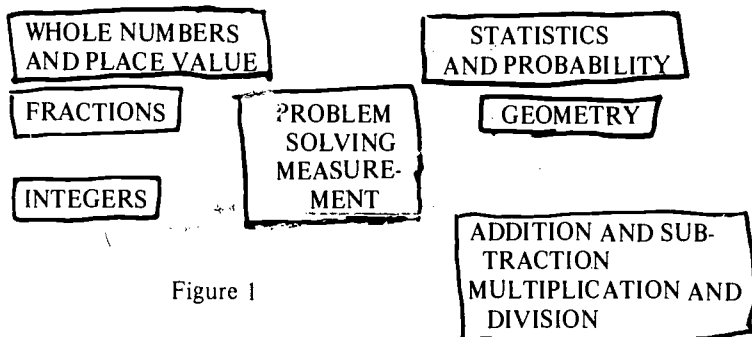 WHOLE NUMBERS
AND PLACE VALUE
STATISTICS
AND PROBABILITY
FRACTIONS
PROBLEM
SOLVING
MEASURE-
MENT
GEOMETRY
INTEGERS
ADDITION AND SUB-
TRACTION
MULTIPLICATION AND
DIVISION
Figure 1